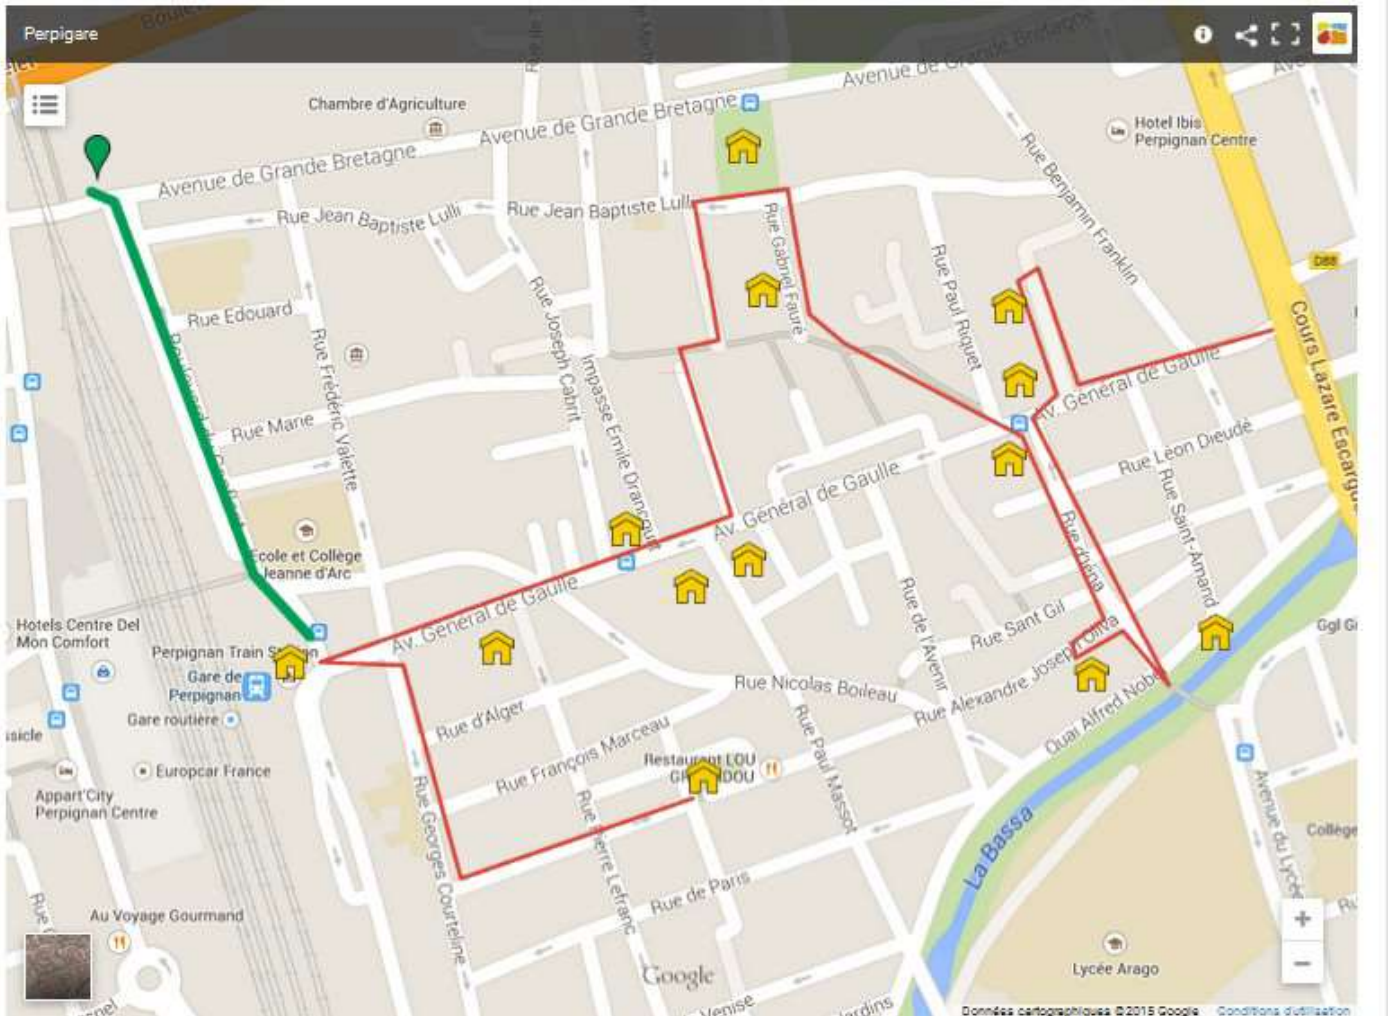 Perpigare
Chambre d'Agriculture
Avenue de Grande Bretagne
Avenue de Grande Bretagne
Avenue de Grande Bretagne
Hotel Ibis
Perpignan Centre
Rue Benjamin Franklin
Rue Jean Baptiste Lulli
Rue Jean Baptiste Lulli
Rue Gabriel Fauré
Rue Paul Riquet
D88
Cours Lazare Escarguel
Rue Edouard
Rue Frédéric Valette
Rue Joseph Cabrit
Impasse Emile Drancourt
Rue Marie
Av. Général de Gaulle
Rue Léon Dieudé
Av. Général de Gaulle
Rue Saint-Amand
Ecole et Collège
Jeanne d'Arc
Rue d'Iéna
Av. Général de Gaulle
Rue de l'Avenir
Rue Sant Gil
Hotels Centre Del
Mon Comfort
Perpignan Train Station
Gare de
Perpignan
Gare routière
Rue Alexandre Joseph Oliva
Rue Nicolas Boileau
Quai Alfred Nobel
Rue d'Alger
Rue François Marceau
Rue Paul Massot
Restaurant LOU
Europcar France
Appart'City
Perpignan Centre
Rue Georges Courteline
Rue Pierre Lefranc
La Bassa
Avenue du Lycée
Collège
Rue de Paris
Au Voyage Gourmand
Lycée Arago
Google
Venise
Données cartographiques ©2015 Google
Conditions d'utilisation